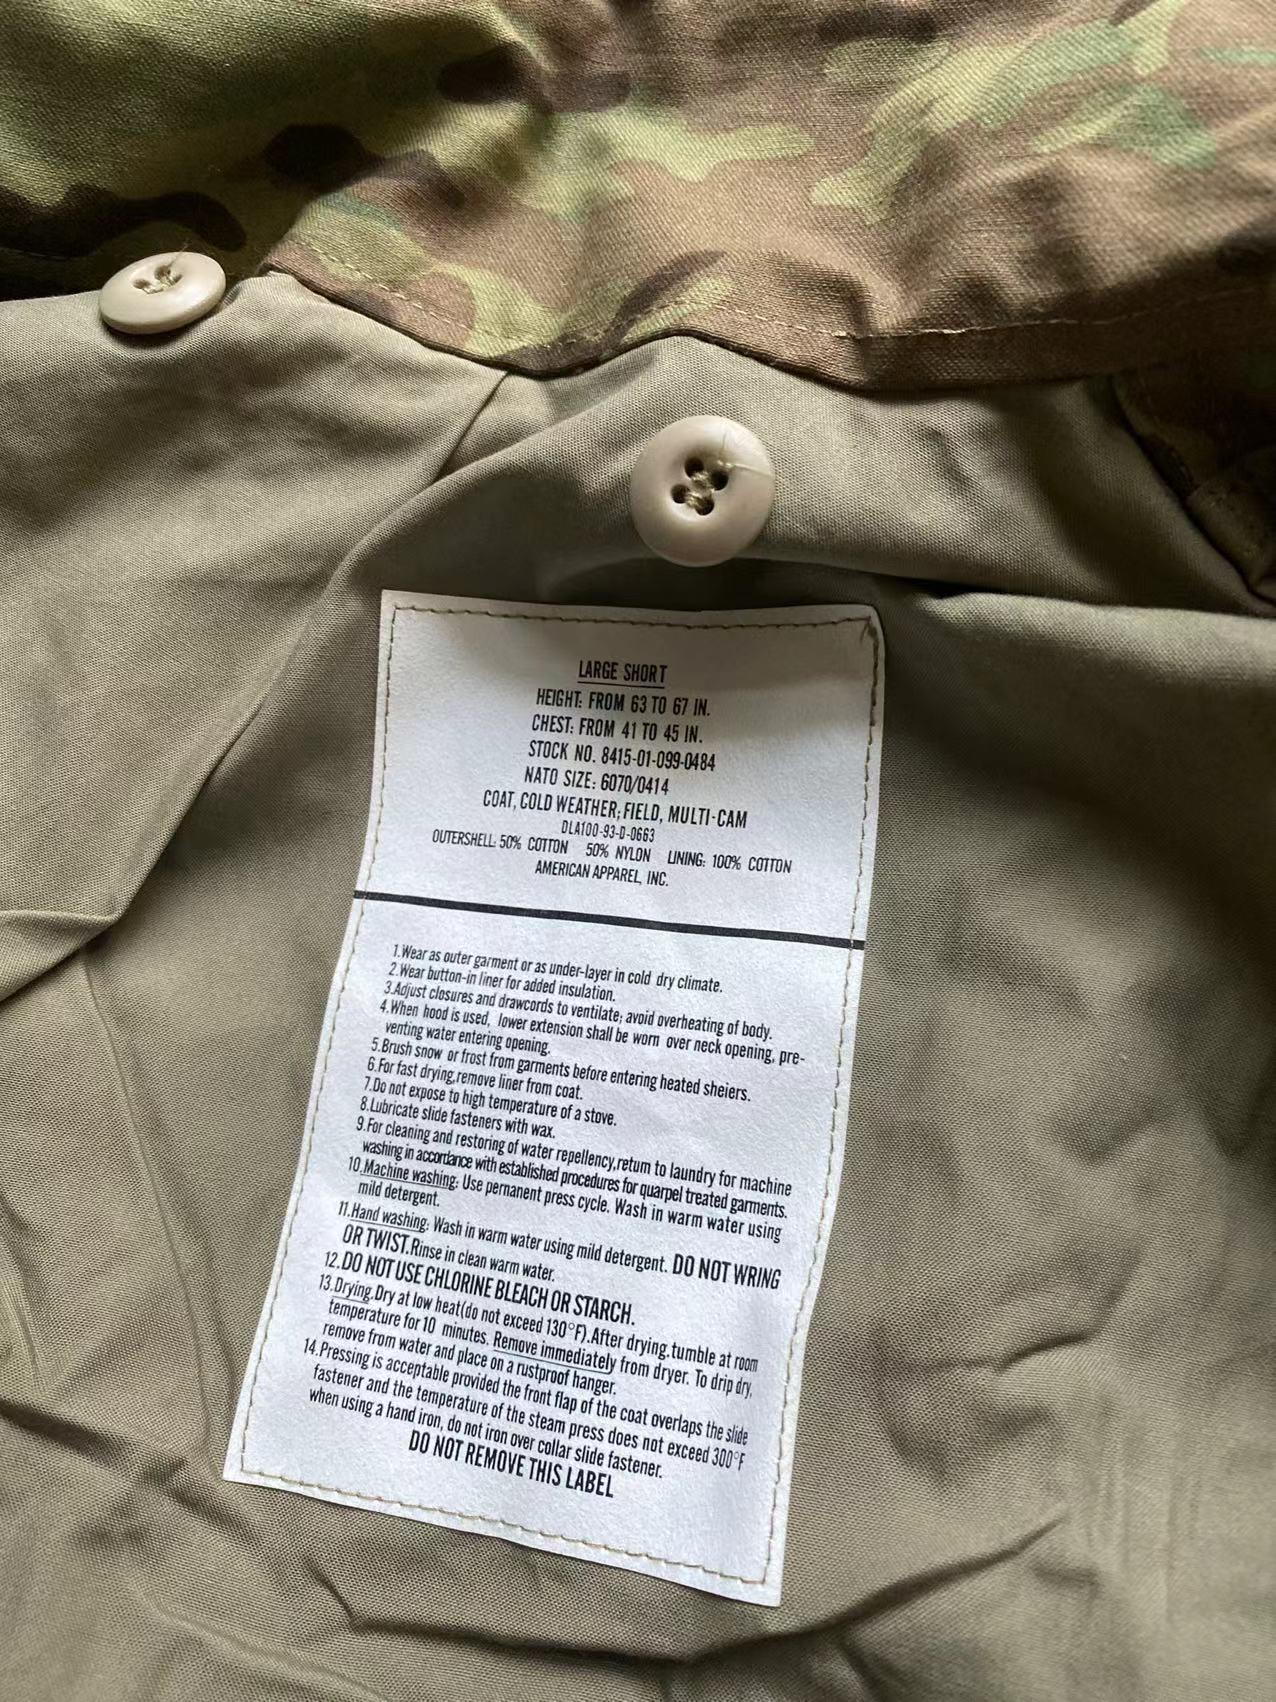 LARGE SHORT
HEIGHT: FROM 63 TO 67 IN.
CHEST: FROM 41 TO 45 IN.
STOCK NO. 8415-01-099-0484
NATO SIZE: 6070/0414
COAT, COLD WEATHER; FIELD, MULTI-CAM
DLA100-93-D-0663
OUTERSHELL: 50% COTTON 50% NYLON LINING: 100% COTTON
AMERICAN APPAREL, INC.
1.Wear as outer garment or as under-layer in cold dry climate.
2.Wear button-in liner for added insulation.
3.Adjust closures and drawcords to ventilate; avoid overheating of body.
4.When hood is used, lower extension shall be worn over neck opening, pre-
venting water entering opening.
5.Brush snow or frost from garments before entering heated sheiers.
6.For fast drying,remove liner from coat.
7.Do not expose to high temperature of a stove.
8.Lubricate slide fasteners with wax.
9.For cleaning and restoring of water repellency,return to laundry for machine
washing in accordance with established procedures for quarpel treated garments.
10.Machine washing: Use pernanent press cycle. Wash in warm water using
mild detergent.
11.Hand washing: Wash in warm water using mild detergent. DO NOT WRING
OR TWIST.Rinse in clean warm water.
12.DO NOT USE CHLORINE BLEACH OR STARCH.
13.Drying.Dry at low heat(do not exceed 130°F).After drying.tumble at room
temperature for 10 minutes. Remove immediately from dryer. To drip dry,
remove from water and place on a rustproof hanger.
14.Pressing is acceptable provided the front flap of the coat overlaps the slide
fastener and the temperature of the steam press does not exceed 300°F
when using a hand iron, do not iron over collar slide fastener.
DO NOT REMOVE THIS LABEL